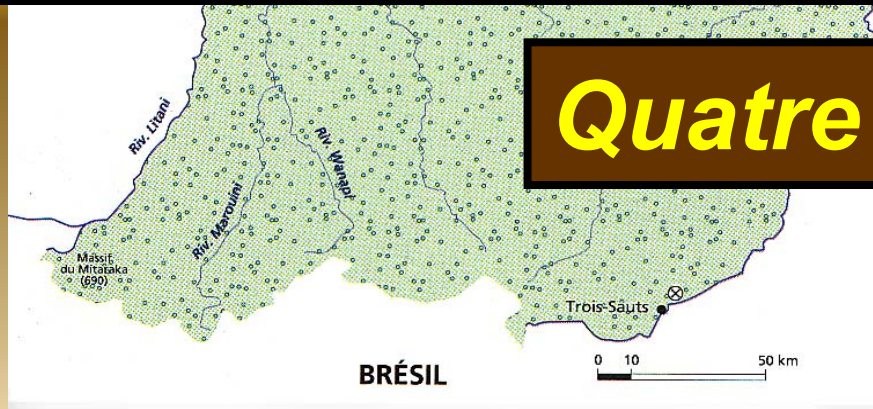 Quatre
Riv. Litani
Riv. Wanapi
Riv. Marouini
Massif
du Mitaraka
(690)
Trois-Sauts
BRÉSIL
0 10 50 km